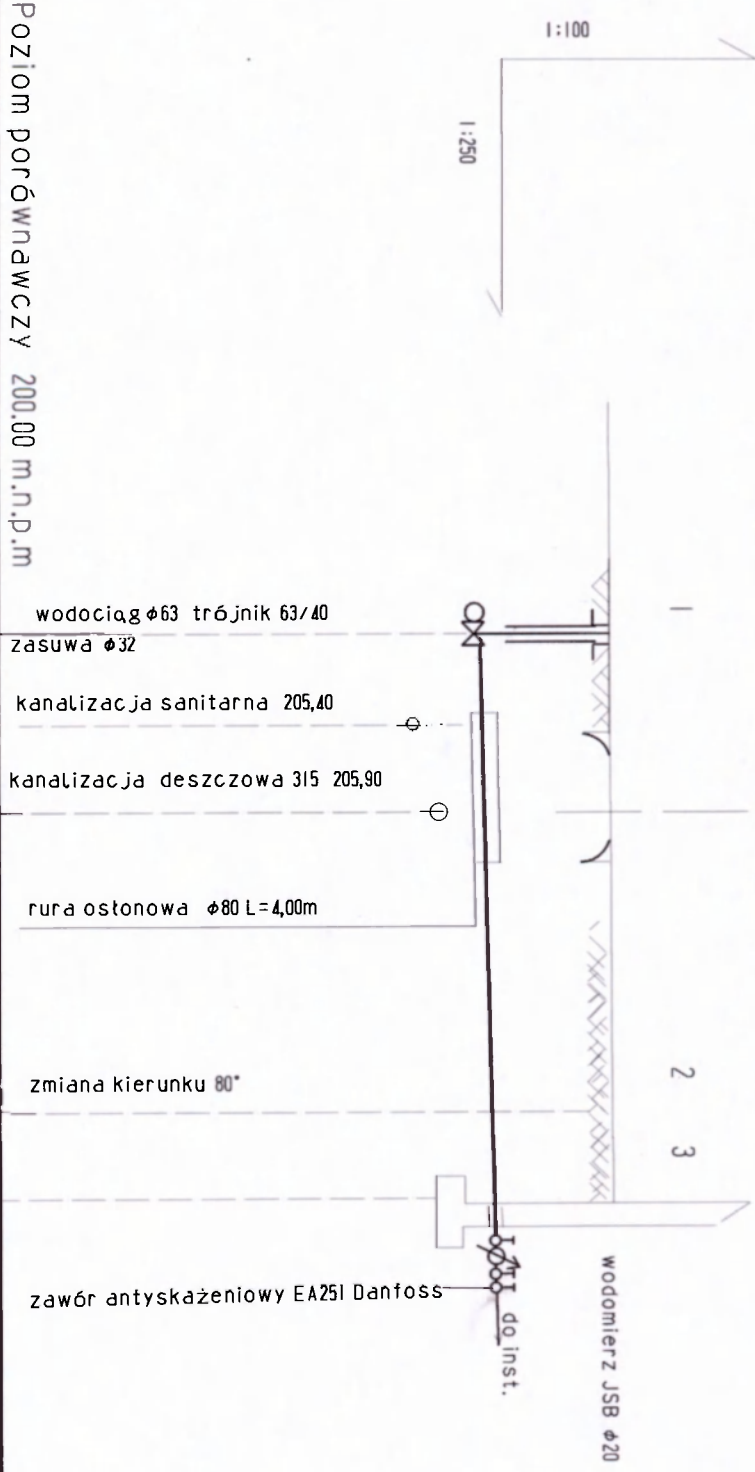 1:100
1:250
1
2
3
wodomierz JSB ϕ20
do inst.
wodociąg ϕ63 trójnik 63/40
zasuwa ϕ32
kanalizacja sanitarna 205,40
kanalizacja deszczowa 315 205,90
rura osłonowa ϕ80 L=4,00m
zmiana kierunku 80°
zawór antyskażeniowy EA251 Danfoss
Poziom porównawczy 200.00 m.n.p.m